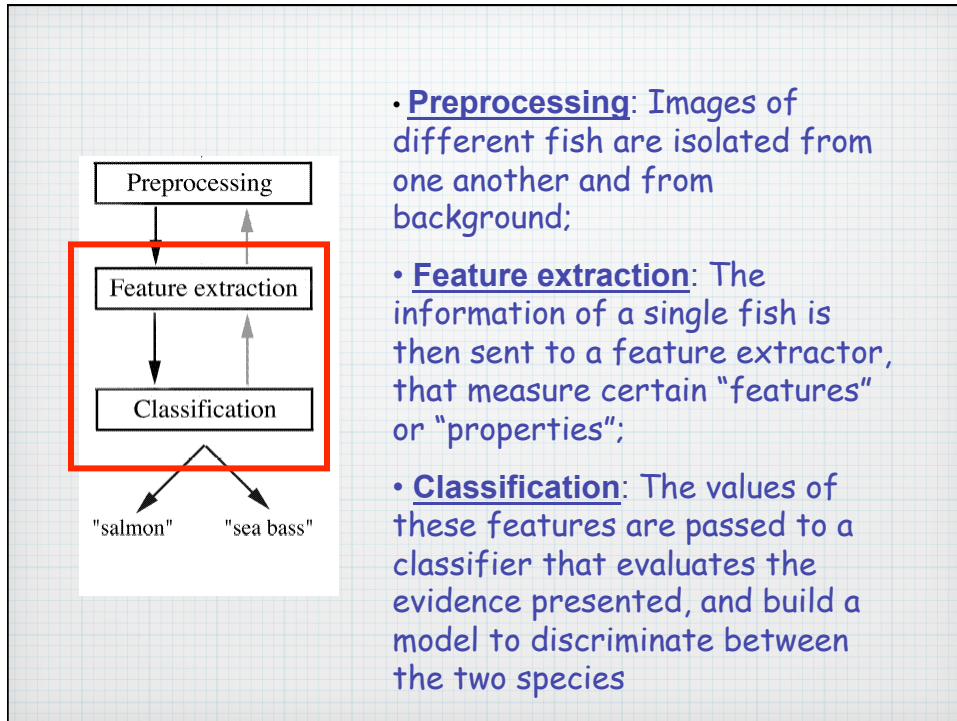 Preprocessing
Feature extraction
Classification
"salmon"
"sea bass"
• Preprocessing: Images of
different fish are isolated from
one another and from
background;
• Feature extraction: The
information of a single fish is
then sent to a feature extractor,
that measure certain “features”
or “properties”;
• Classification: The values of
these features are passed to a
classifier that evaluates the
evidence presented, and build a
model to discriminate between
the two species